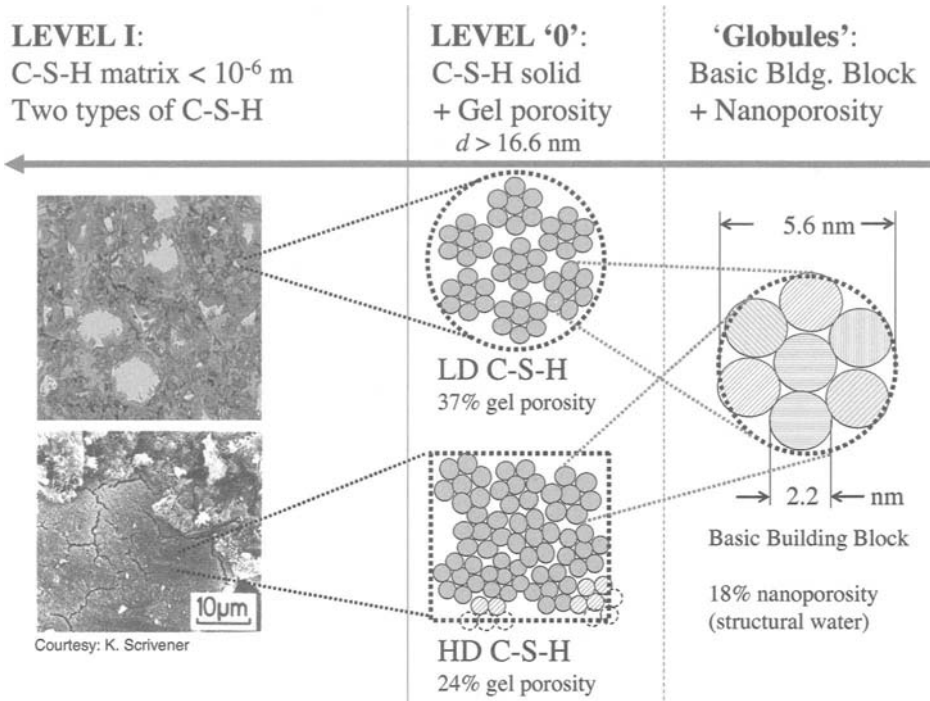 LEVEL I:
C-S-H matrix < 10⁻⁶ m
Two types of C-S-H
LEVEL ‘0’:
C-S-H solid
+ Gel porosity
d > 16.6 nm
‘Globules’:
Basic Bldg. Block
+ Nanoporosity
LD C-S-H
37% gel porosity
5.6 nm
2.2 nm
Basic Building Block
18% nanoporosity
(structural water)
10µm
Courtesy: K. Scrivener
HD C-S-H
24% gel porosity